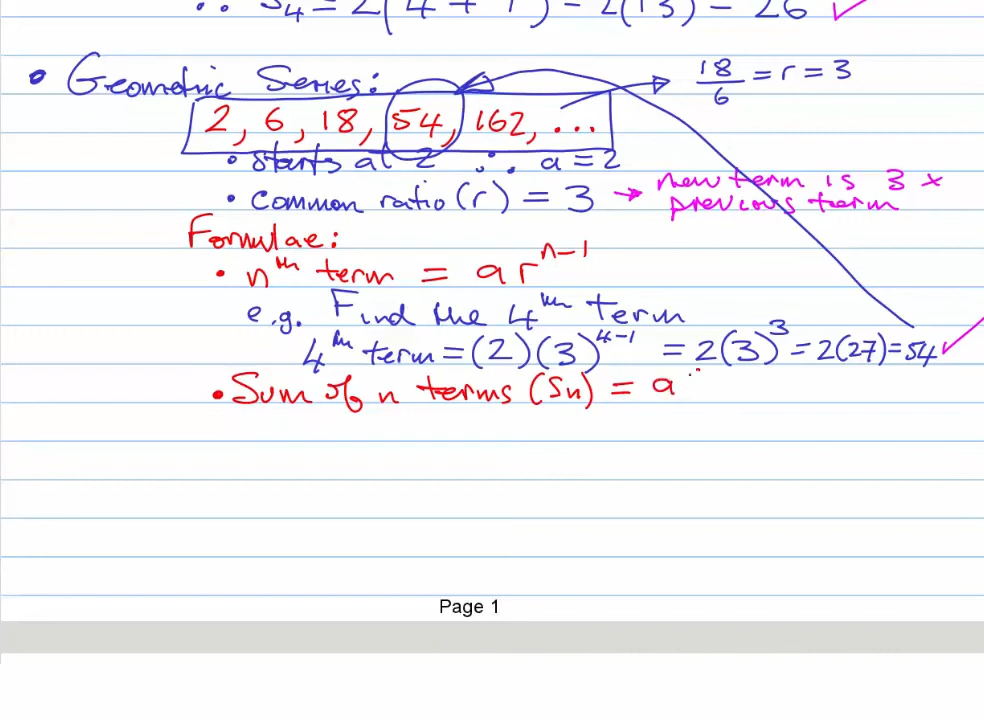 ∴ S4 = 2(4 + 9) = 2(13) = 26 ✓
• Geometric Series:
18/6 = r = 3
2, 6, 18, 54, 162, ...
• starts at 2 ∴ a = 2
• common ratio (r) = 3 → new term is 3 × previous term
Formulae:
• nᵗʰ term = a rⁿ⁻¹
e.g. Find the 4ᵗʰ term
4ᵗʰ term = (2)(3)⁴⁻¹ = 2(3)³ = 2(27) = 54 ✓
• Sum of n terms (Sn) = a
Page 1